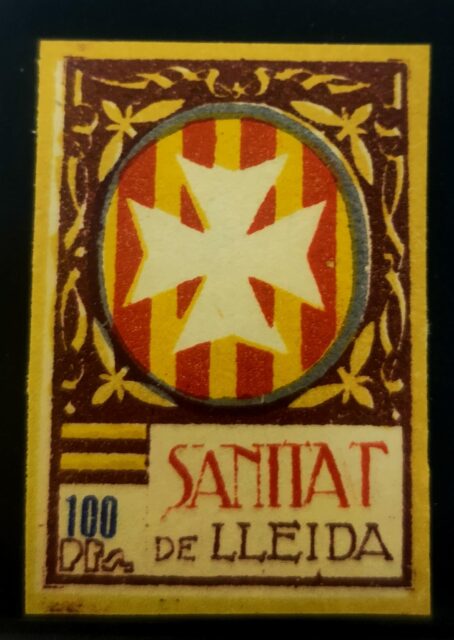 SANITAT
100
Pts.
DE LLEIDA